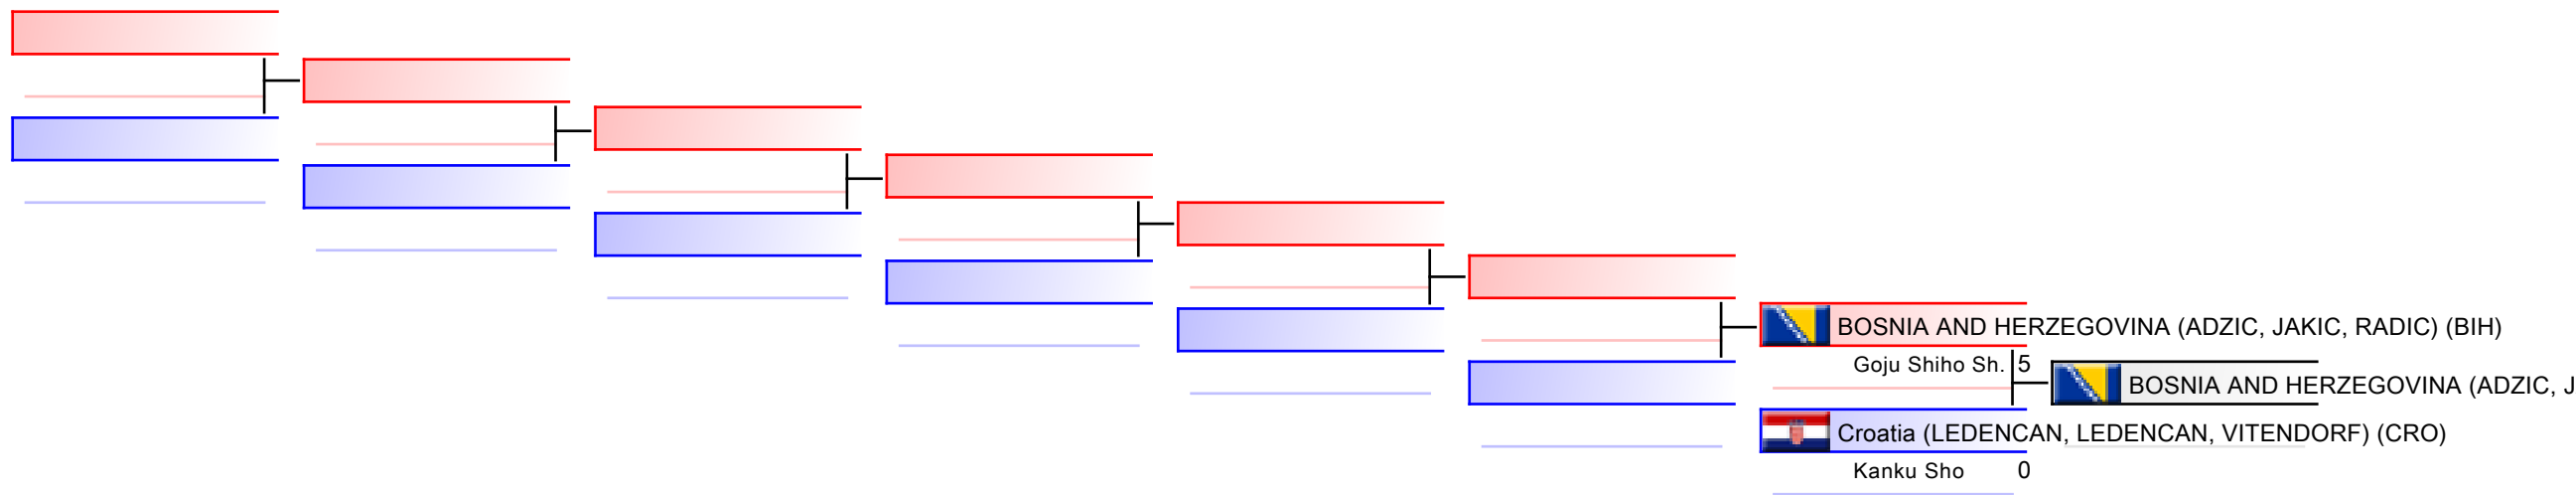 BOSNIA AND HERZEGOVINA (ADZIC, JAKIC, RADIC) (BIH)
Goju Shiho Sh. 5
BOSNIA AND HERZEGOVINA (ADZIC, J
Croatia (LEDENCAN, LEDENCAN, VITENDORF) (CRO)
Kanku Sho 0